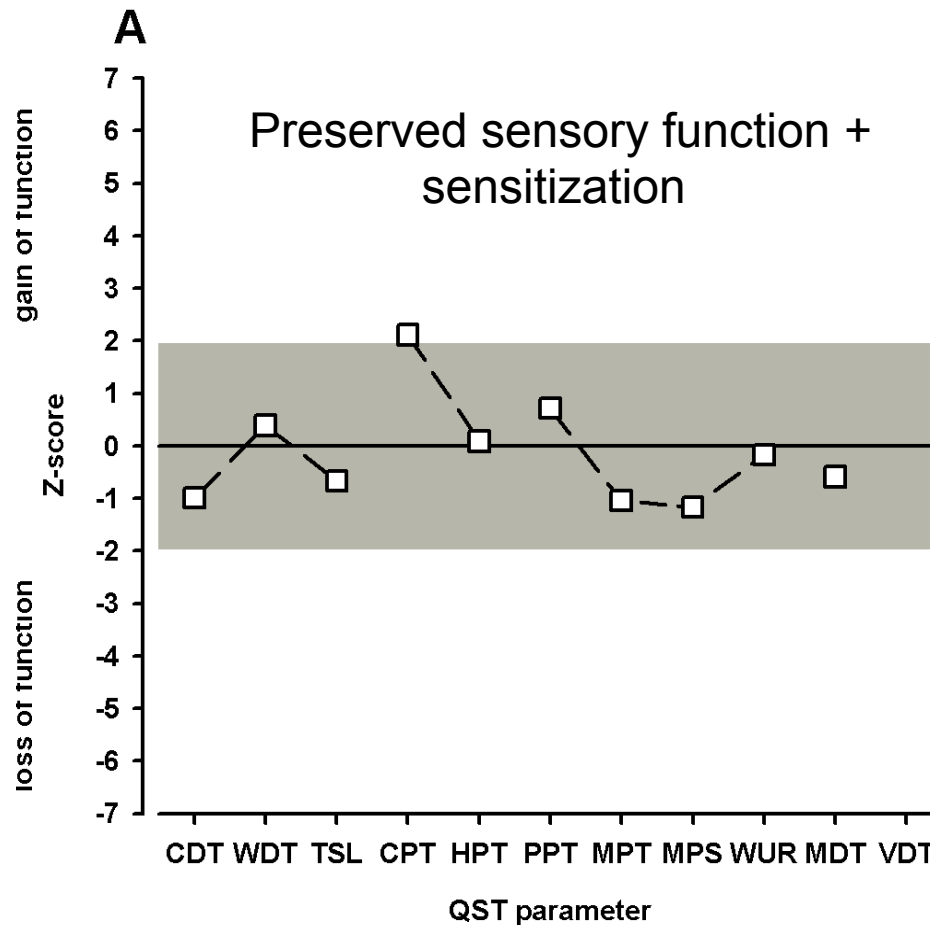 A
7
6
5
4
3
2
1
0
-1
-2
-3
-4
-5
-6
-7
gain of function
Z-score
loss of function
Preserved sensory function +
sensitization
CDT WDT TSL CPT HPT PPT MPT MPS WUR MDT VDT
QST parameter